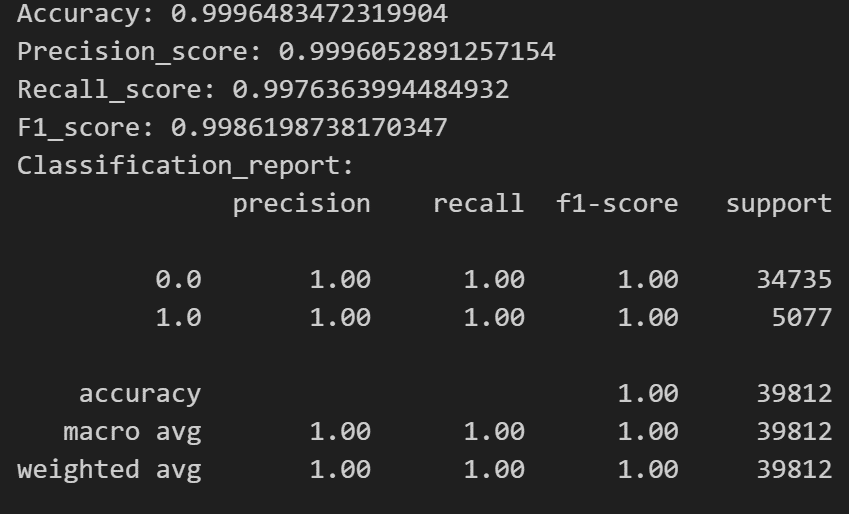 Accuracy: 0.9996483472319904
Precision_score: 0.9996052891257154
Recall_score: 0.9976363994484932
F1_score: 0.9986198738170347
Classification_report:
precision recall f1-score support
0.0 1.00 1.00 1.00 34735
1.0 1.00 1.00 1.00 5077
accuracy 1.00 39812
macro avg 1.00 1.00 1.00 39812
weighted avg 1.00 1.00 1.00 39812